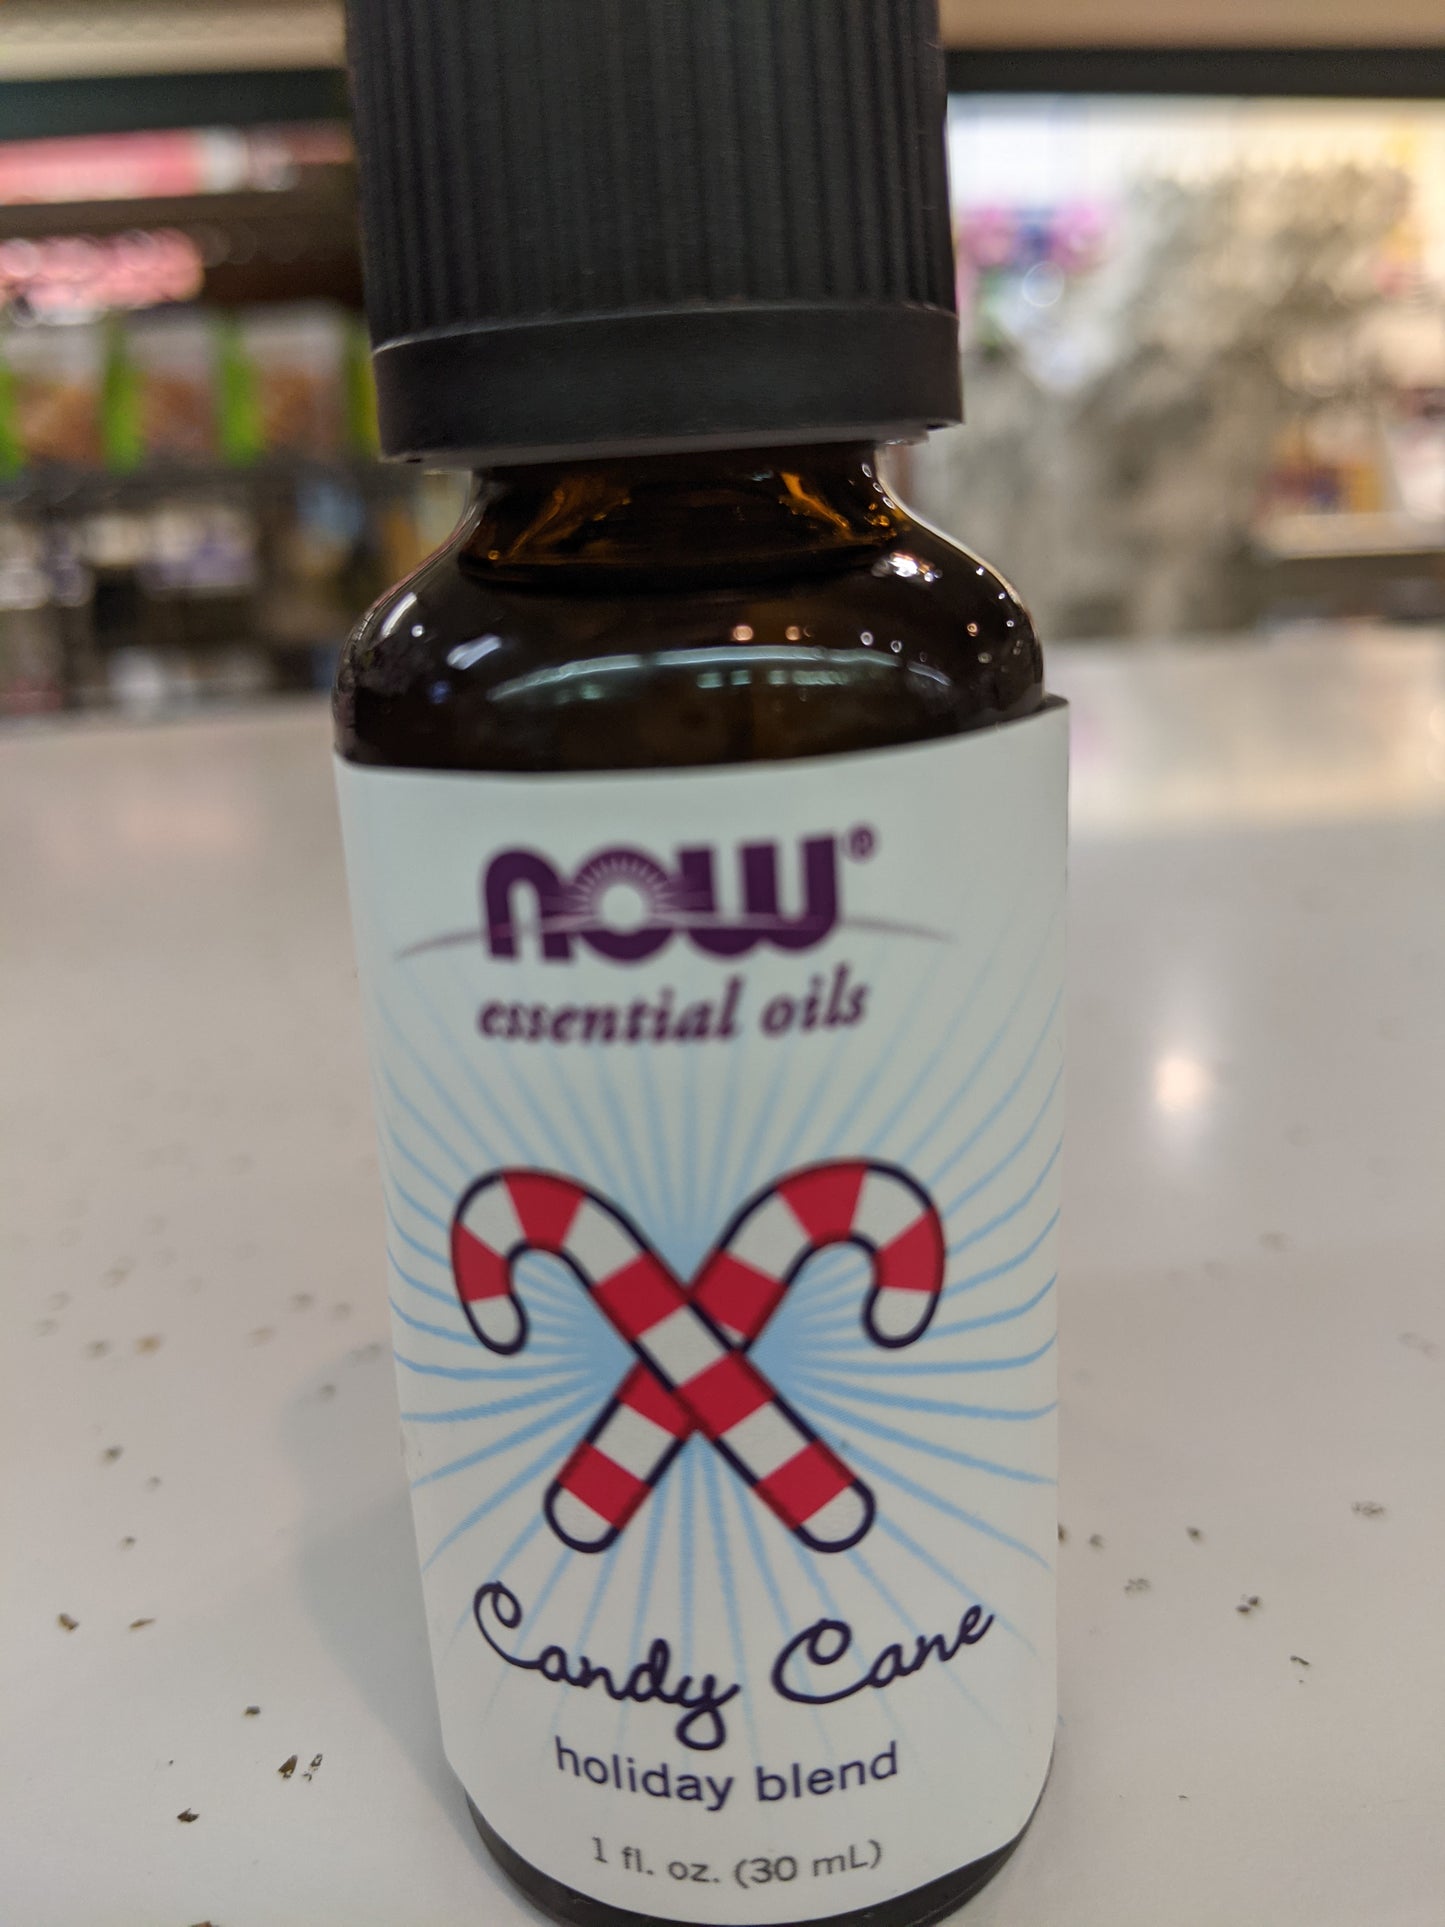 now®
essential oils
Candy Cane
holiday blend
1 fl. oz. (30 mL)